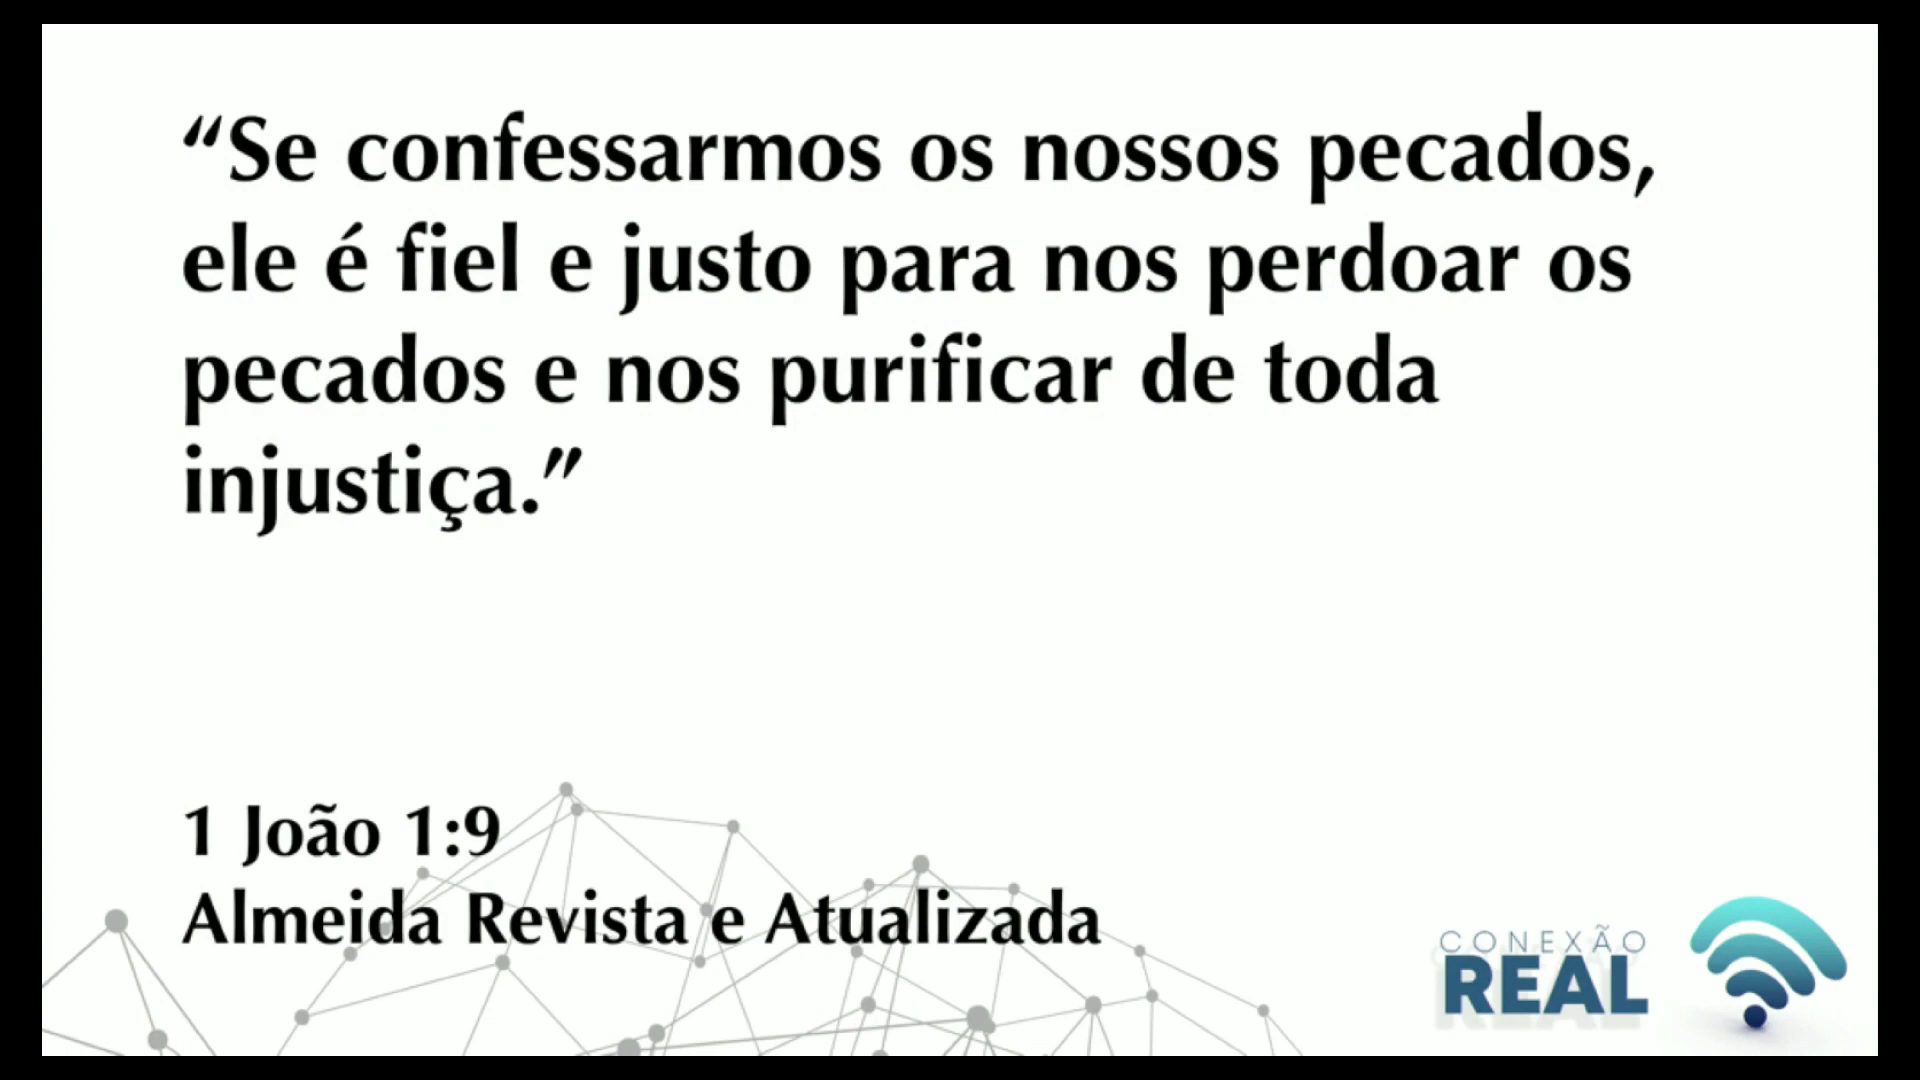 “Se confessarmos os nossos pecados,
ele é fiel e justo para nos perdoar os
pecados e nos purificar de toda
injustiça.”
1 João 1:9
Almeida Revista e Atualizada
CONEXÃO
REAL